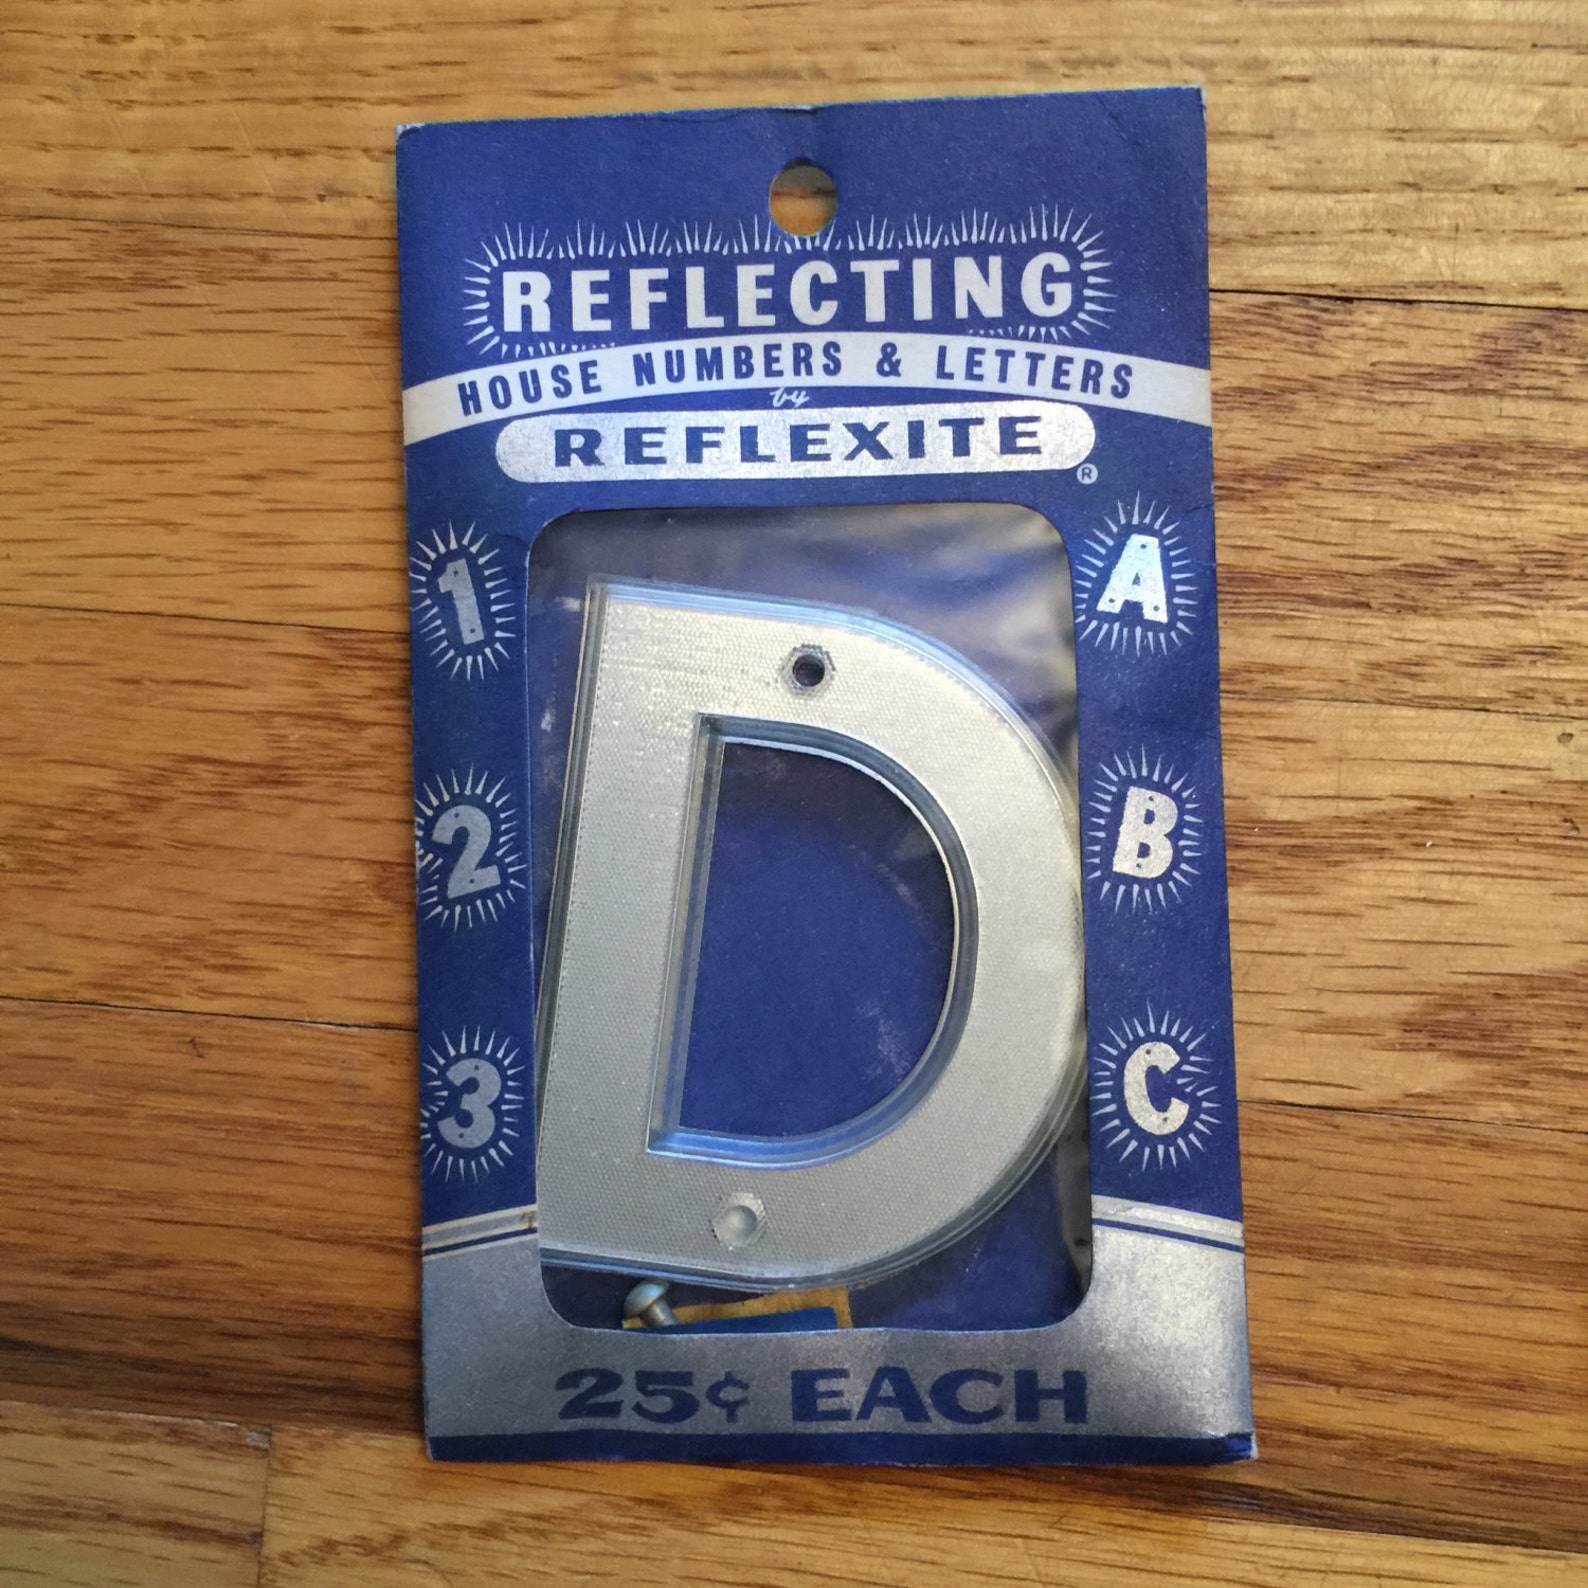 REFLECTING
HOUSE NUMBERS & LETTERS
by
REFLEXITE®
1 A
2 B
3 C
D
25¢ EACH